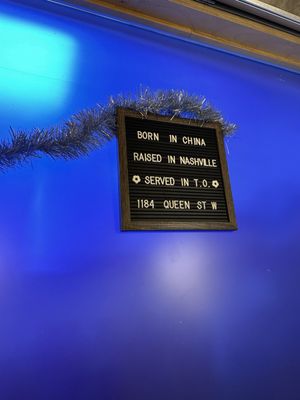 BORN IN CHINA
RAISED IN NASHVILLE
SERVED IN T.O.
1184 QUEEN ST W